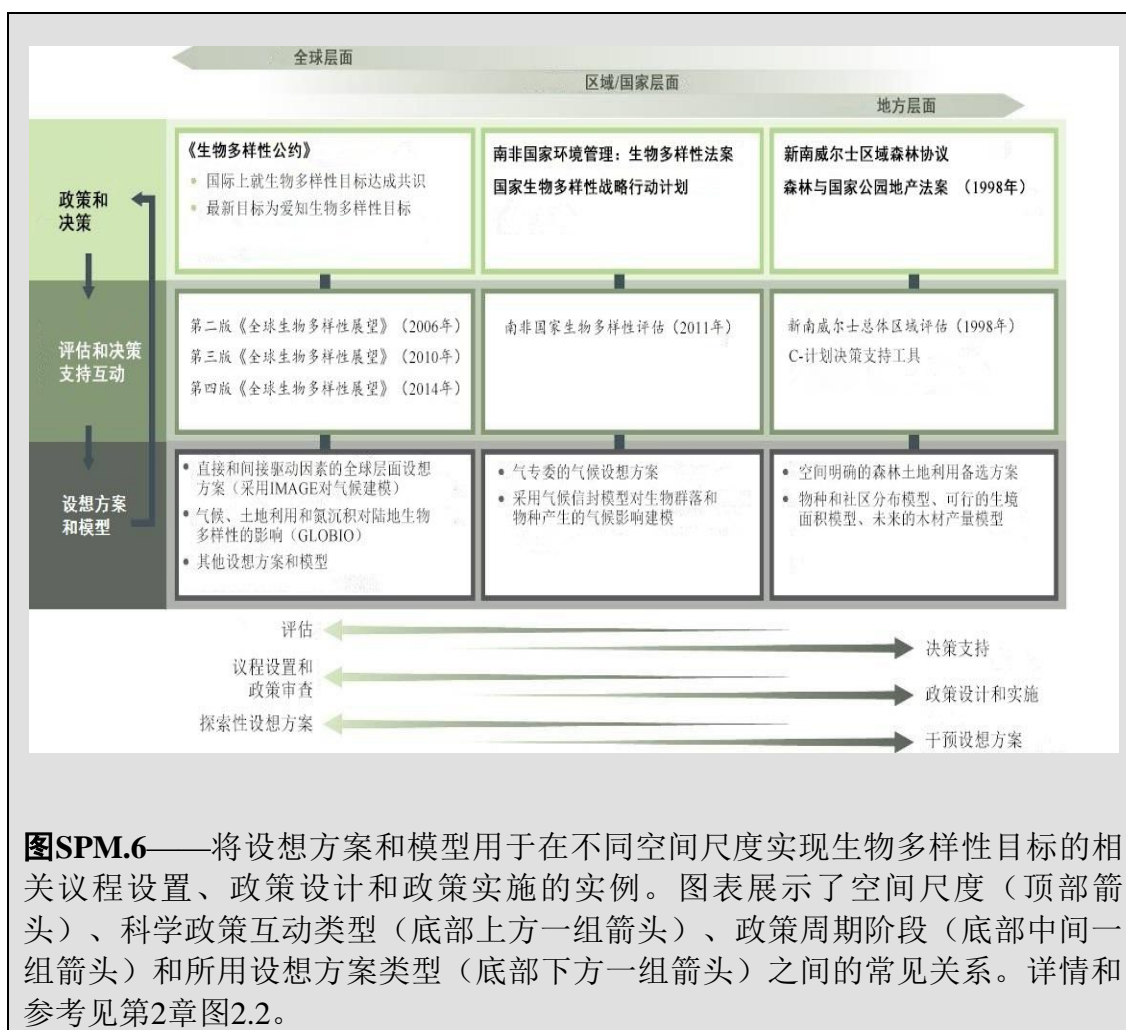 全球层面
区域/国家层面
地方层面
政策和
决策
《生物多样性公约》
• 国际上就生物多样性目标达成共识
• 最新目标为爱知生物多样性目标
南非国家环境管理：生物多样性法案
国家生物多样性战略行动计划
新南威尔士区域森林协议
森林与国家公园地产法案 （1998年）
评估和决策
支持互动
第二版《全球生物多样性展望》（2006年）
第三版《全球生物多样性展望》（2010年）
第四版《全球生物多样性展望》（2014年）
南非国家生物多样性评估（2011年）
新南威尔士总体区域评估（1998年）
C-计划决策支持工具
设想方案
和模型
• 直接和间接驱动因素的全球层面设想
方案（采用IMAGE对气候建模）
• 气候、土地利用和氮沉积对陆地生物
多样性的影响（GLOBIO）
• 其他设想方案和模型
• 气专委的气候设想方案
• 采用气候信封模型对生物群落和
物种产生的气候影响建模
• 空间明确的森林土地利用备选方案
• 物种和社区分布模型、可行的生境
面积模型、未来的木材产量模型
评估
决策支持
议程设置和
政策审查
政策设计和实施
探索性设想方案
干预设想方案
图SPM.6——将设想方案和模型用于在不同空间尺度实现生物多样性目标的相
关议程设置、政策设计和政策实施的实例。图表展示了空间尺度（顶部箭
头）、科学政策互动类型（底部上方一组箭头）、政策周期阶段（底部中间一
组箭头）和所用设想方案类型（底部下方一组箭头）之间的常见关系。详情和
参考见第2章图2.2。